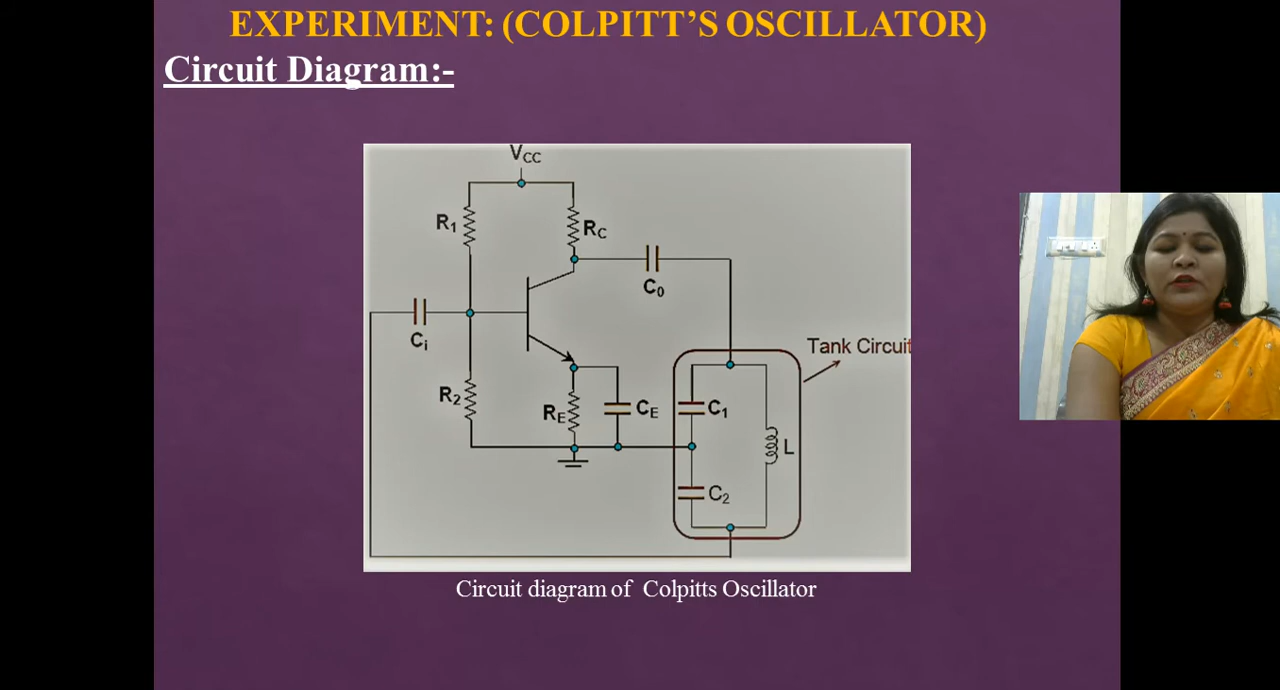 EXPERIMENT: (COLPITT’S OSCILLATOR)
Circuit Diagram:-
VCC
R1
RC
C0
Ci
Tank Circuit
R2
RE
CE
C1
L
C2
Circuit diagram of Colpitts Oscillator